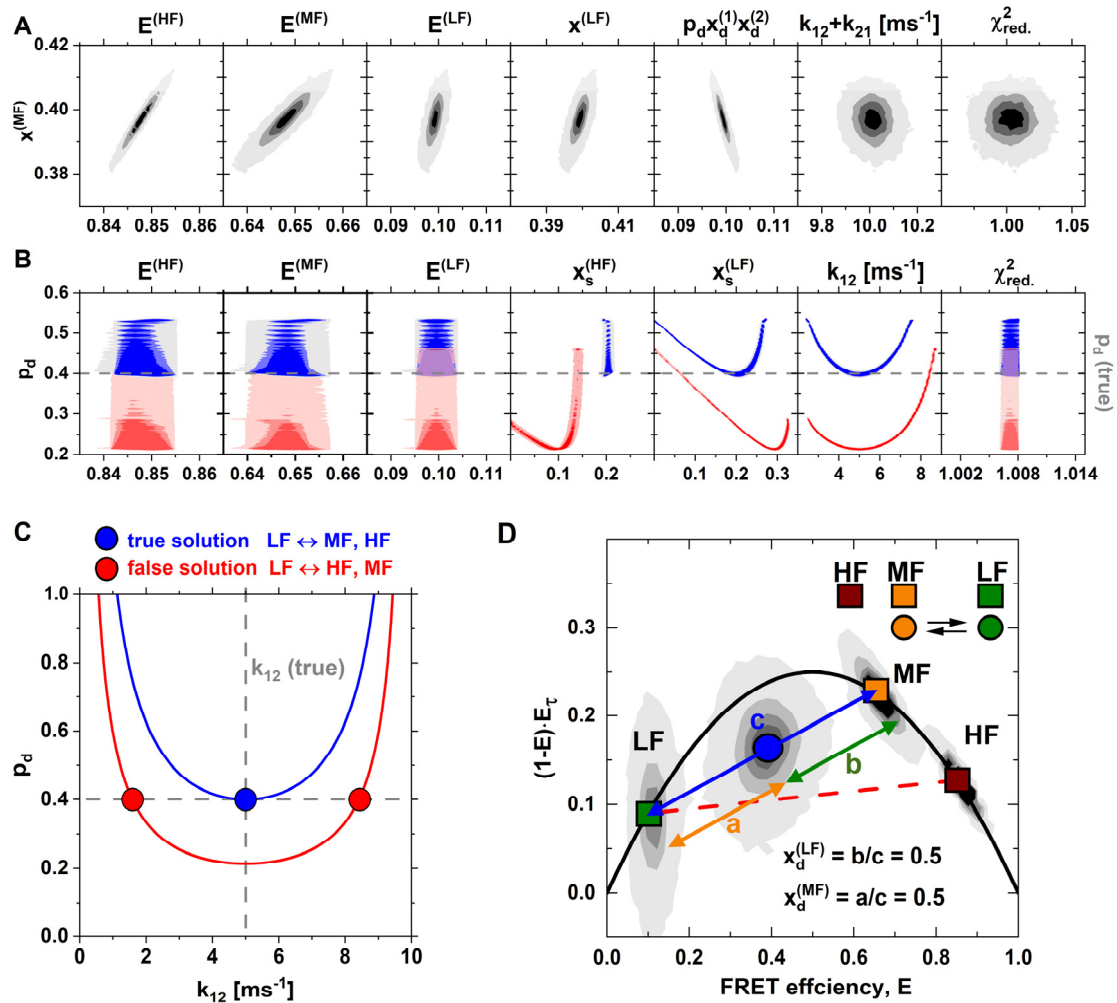 A
E(HF) E(MF) E(LF) x(LF) pdxd(1)xd(2) k12+k21 [ms-1] χ2red.
x(MF)
0.42
0.40
0.38
0.84 0.85 0.86 0.64 0.65 0.66 0.09 0.10 0.11 0.39 0.41 0.09 0.10 0.11 9.8 10.0 10.2 1.00 1.05
B
E(HF) E(MF) E(LF) xs(HF) xs(LF) k12 [ms-1] χ2red.
pd
0.6
0.5
0.4
0.3
0.2
pd (true)
0.84 0.85 0.86 0.64 0.65 0.66 0.09 0.10 0.11 0.1 0.2 0.1 0.2 0.3 4 6 8 1.002 1.008 1.014
C
true solution LF ↔ MF, HF
false solution LF ↔ HF, MF
pd
1.0
0.8
0.6
0.4
0.2
0.0
k12 (true)
0 2 4 6 8 10
k12 [ms-1]
D
(1-E)·Eτ
0.3
0.2
0.1
0.0
HF MF LF
MF
LF
HF
c
b
a
xd(LF) = b/c = 0.5
xd(MF) = a/c = 0.5
0.0 0.2 0.4 0.6 0.8 1.0
FRET effciency, E